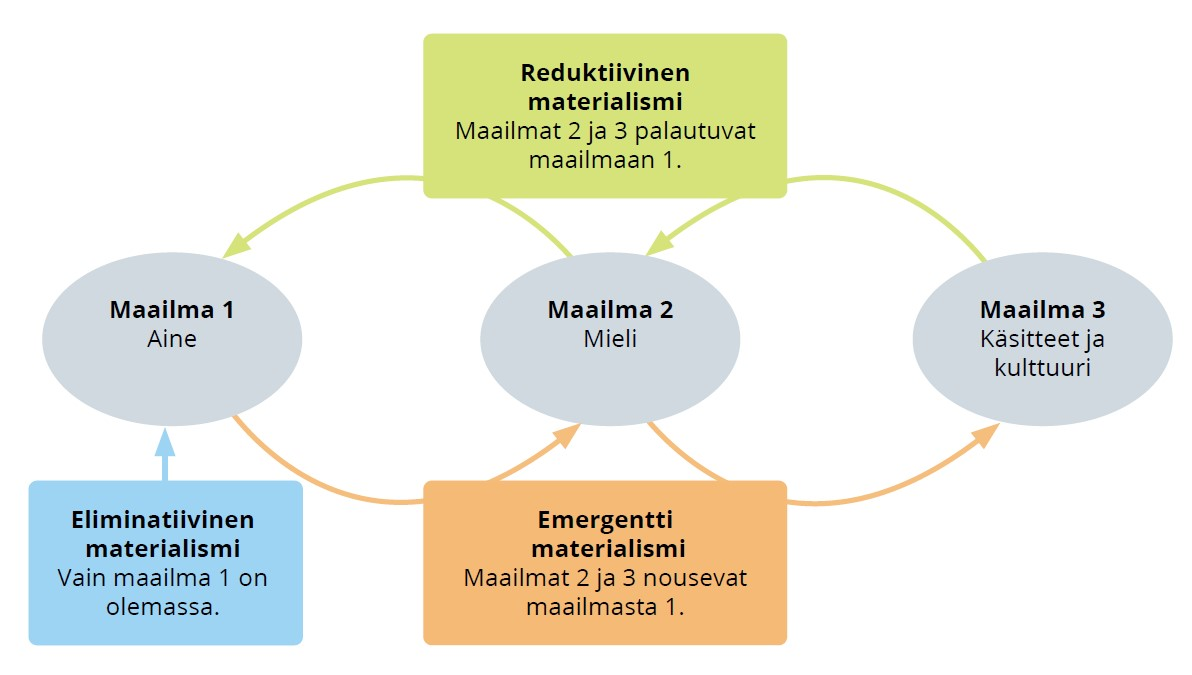 Reduktiivinen
materialismi
Maailmat 2 ja 3 palautuvat
maailmaan 1.
Maailma 1
Aine
Maailma 2
Mieli
Maailma 3
Käsitteet ja
kulttuuri
Eliminatiivinen
materialismi
Vain maailma 1 on
olemassa.
Emergentti
materialismi
Maailmat 2 ja 3 nousevat
maailmasta 1.